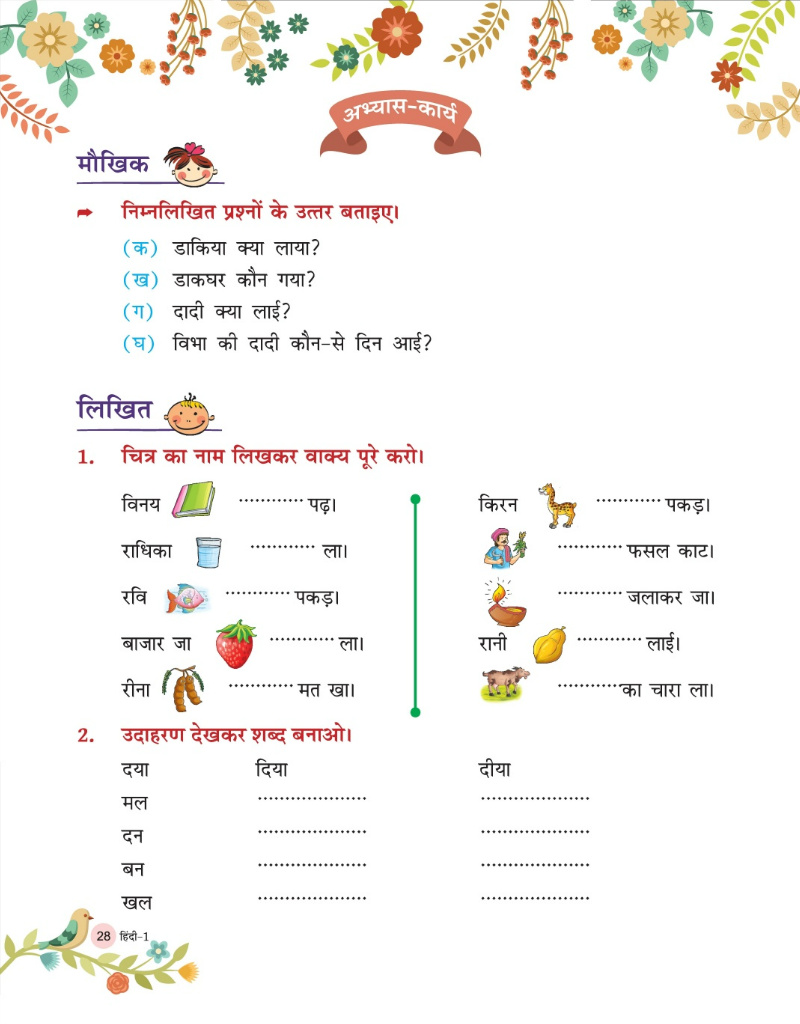 अभ्यास-कार्य
मौखिक
➦ निम्नलिखित प्रश्नों के उत्तर बताइए।
(क) डाकिया क्या लाया?
(ख) डाकघर कौन गया?
(ग) दादी क्या लाई?
(घ) विभा की दादी कौन-से दिन आई?
लिखित
1. चित्र का नाम लिखकर वाक्य पूरे करो।
विनय ············ पढ़।
राधिका ············ ला।
रवि ············ पकड़।
बाजार जा ············ ला।
रीना ············ मत खा।
किरन ············ पकड़।
············ फसल काट।
············ जलाकर जा।
रानी ············ लाई।
············ का चारा ला।
2. उदाहरण देखकर शब्द बनाओ।
दया दिया दीया
मल ···················· ····················
दन ···················· ····················
बन ···················· ····················
खल ···················· ····················
28 हिंदी-1